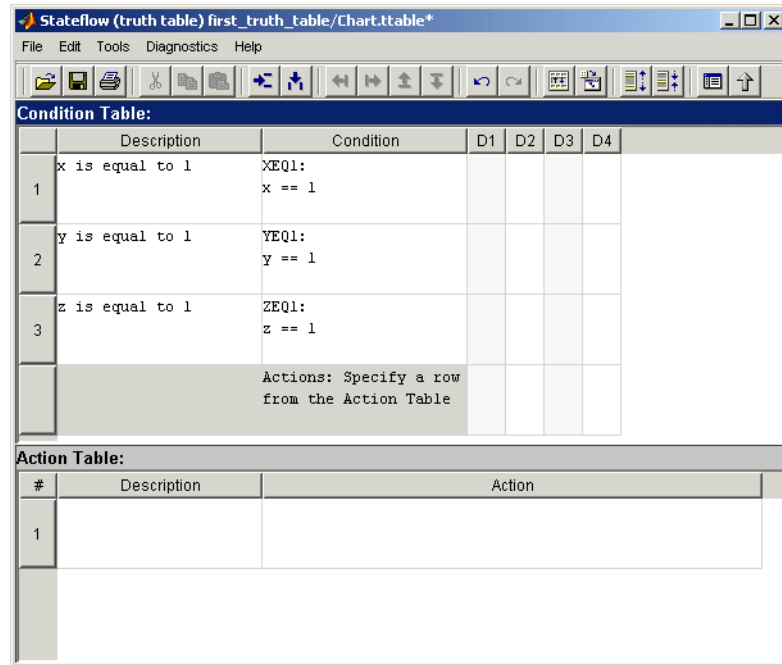 Stateflow (truth table) first_truth_table/Chart.ttable*
File Edit Tools Diagnostics Help
Condition Table:
Description Condition D1 D2 D3 D4
1 x is equal to 1 XEQ1:
x == 1
2 y is equal to 1 YEQ1:
y == 1
3 z is equal to 1 ZEQ1:
z == 1
Actions: Specify a row
from the Action Table
Action Table:
# Description Action
1